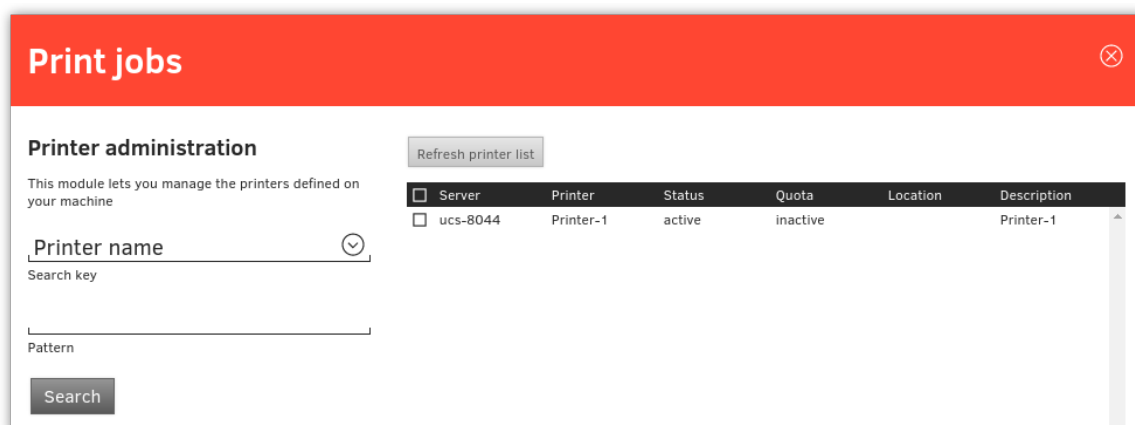 Print jobs
Printer administration
This module lets you manage the printers defined on
your machine
Printer name
Search key
Pattern
Search
Refresh printer list
Server Printer Status Quota Location Description
ucs-8044 Printer-1 active inactive Printer-1